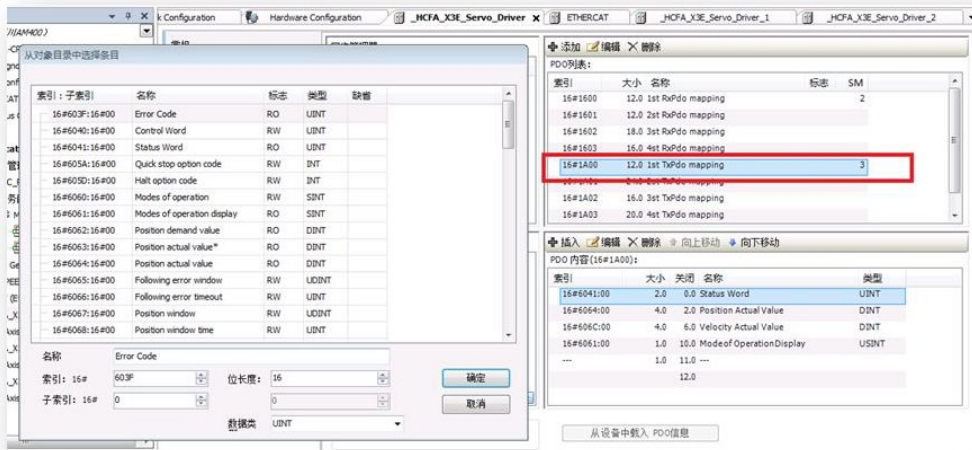 k Configuration Hardware Configuration _HCFA_X3E_Servo_Driver X ETHERCAT _HCFA_X3E_Servo_Driver_1 _HCFA_X3E_Servo_Driver_2
从对象目录中选择条目
索引：子索引 名称 标志 类型 缺省
16#603F:16#00 Error Code RO UINT
16#6040:16#00 Control Word RW UINT
16#6041:16#00 Status Word RO UINT
16#605A:16#00 Quick stop option code RW INT
16#605D:16#00 Halt option code RW INT
16#6060:16#00 Modes of operation RW SINT
16#6061:16#00 Modes of operation display RO SINT
16#6062:16#00 Position demand value RO DINT
16#6063:16#00 Position actual value* RO DINT
16#6064:16#00 Position actual value RO DINT
16#6065:16#00 Following error window RW UDINT
16#6066:16#00 Following error timeout RW UINT
16#6067:16#00 Position window RW UDINT
16#6068:16#00 Position window time RW UINT
名称 Error Code
索引: 16# 603F 位长度: 16 确定
子索引: 16# 0 0 取消
数据类 UINT
添加 编辑 删除
PDO列表:
索引 大小 名称 标志 SM
16#1600 12.0 1st RxPdo mapping 2
16#1601 12.0 2st RxPdo mapping
16#1602 18.0 3st RxPdo mapping
16#1603 16.0 4st RxPdo mapping
16#1A00 12.0 1st TxPdo mapping 3
16#1A02 16.0 3st TxPdo mapping
16#1A03 20.0 4st TxPdo mapping
插入 编辑 删除 向上移动 向下移动
PDO 内容(16#1A00):
索引 大小 关闭 名称 类型
16#6041:00 2.0 0.0 Status Word UINT
16#6064:00 4.0 2.0 Position Actual Value DINT
16#606C:00 4.0 6.0 Velocity Actual Value DINT
16#6061:00 1.0 10.0 Mode of Operation Display USINT
--- 1.0 11.0 ---
12.0
从设备中载入 PDO信息